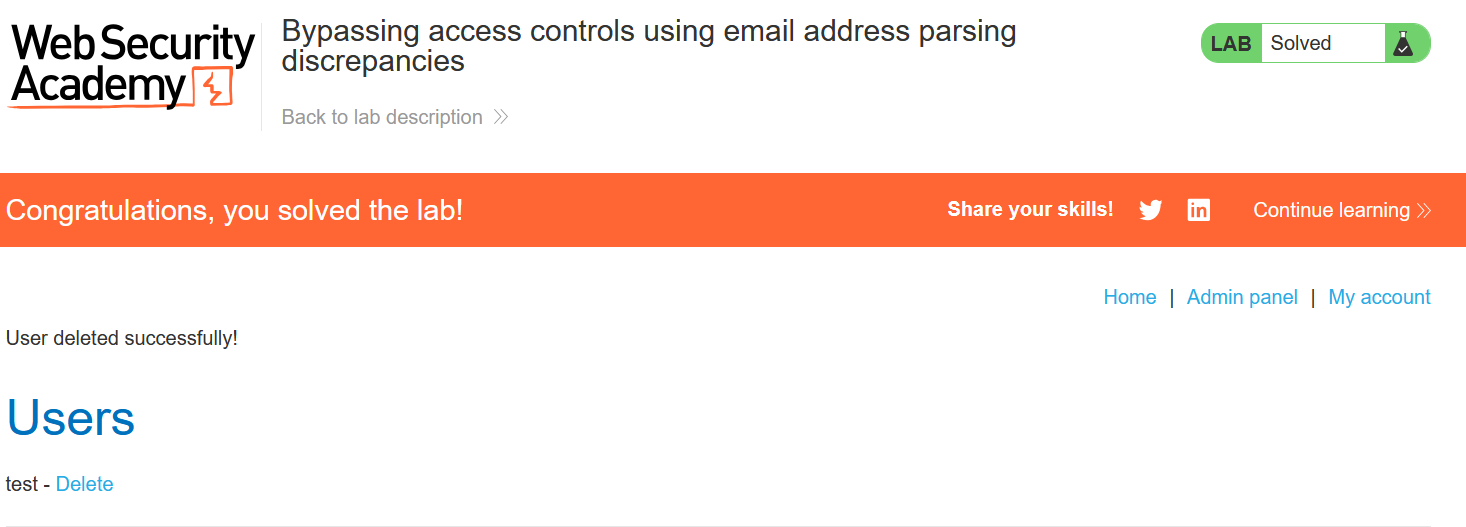 Web Security
Academy
Bypassing access controls using email address parsing
discrepancies
LAB Solved
Back to lab description
Congratulations, you solved the lab!
Share your skills!
Continue learning
Home | Admin panel | My account
User deleted successfully!
Users
test - Delete